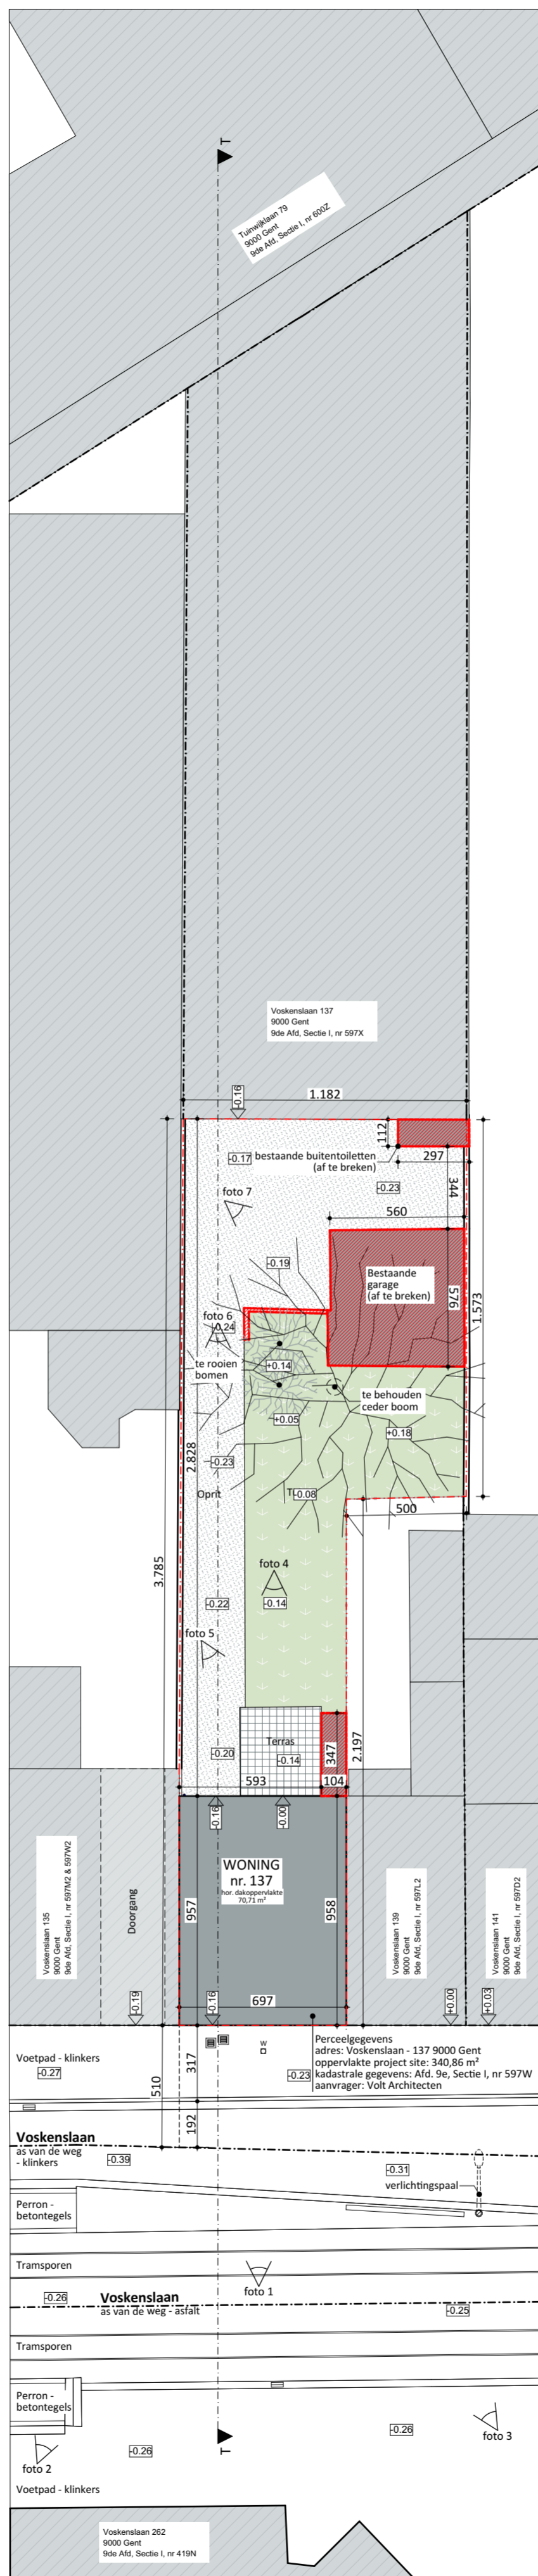 T
Tuinwijklaan 79
9000 Gent
9de Afd, Sectie I, nr 600Z
Voskenslaan 137
9000 Gent
9de Afd, Sectie I, nr 597X
-0.16
1.182
112
-0.17
bestaande buitentoiletten
(af te breken)
297
344
-0.23
foto 7
560
-0.19
Bestaande
garage
(af te breken)
576
1.573
foto 6
-0.24
te rooien
bomen
+0.14
te behouden
ceder boom
+0.05
+0.18
2.828
-0.23
Oprit
-0.08
500
3.785
foto 4
-0.14
-0.22
foto 5
2.197
Terras
-0.20
-0.14
347
593
104
-0.16
-0.00
WONING
nr. 137
hor. dakoppervlakte
70,71 m²
957
958
Voskenslaan 135
9000 Gent
9de Afd, Sectie I, nr 597M2 & 597W2
Doorgang
Voskenslaan 139
9000 Gent
9de Afd, Sectie I, nr 597L2
Voskenslaan 141
9000 Gent
9de Afd, Sectie I, nr 597D2
-0.19
-0.16
697
+0.00
+0.03
Voetpad - klinkers
-0.27
510
317
192
W
-0.23
Perceelgegevens
adres: Voskenslaan - 137 9000 Gent
oppervlakte project site: 340,86 m²
kadastrale gegevens: Afd. 9e, Sectie I, nr 597W
aanvrager: Volt Architecten
Voskenslaan
as van de weg
- klinkers
-0.39
-0.31
verlichtingspaal
Perron -
betontegels
Tramsporen
foto 1
-0.26
Voskenslaan
as van de weg - asfalt
-0.25
Tramsporen
Perron -
betontegels
-0.26
foto 3
T
-0.26
foto 2
Voetpad - klinkers
Voskenslaan 262
9000 Gent
9de Afd, Sectie I, nr 419N